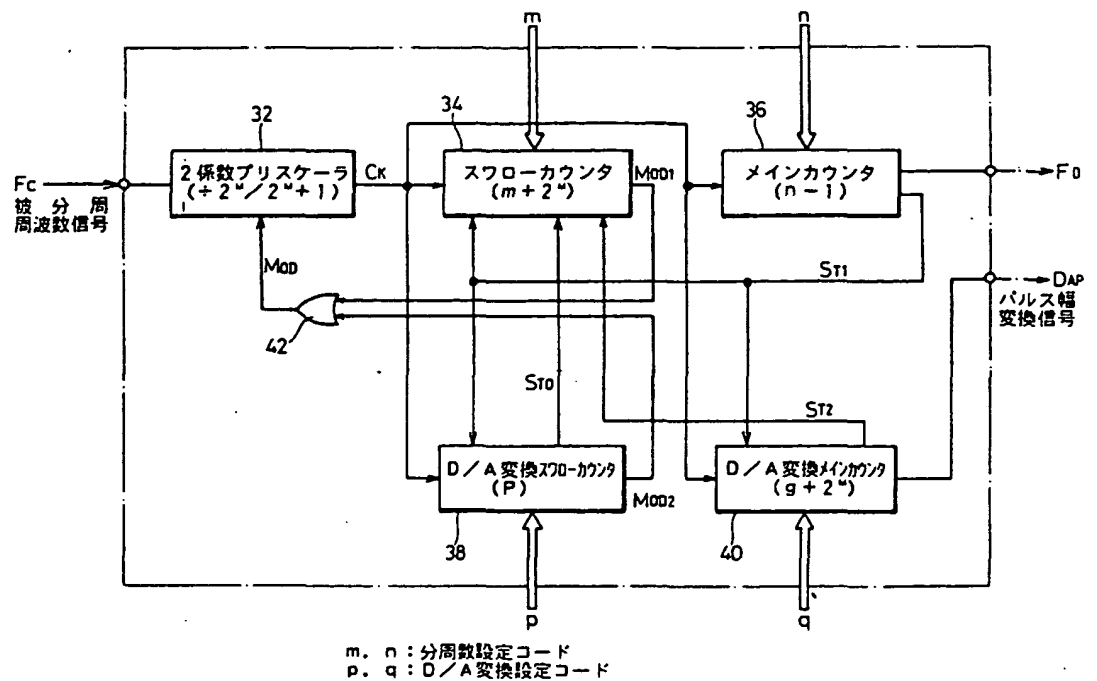 m
n
32
34
36
2係数プリスケーラ
(÷2ᴹ/2ᴹ+1)
CK
スワローカウンタ
(m+2ᴹ)
MOD1
メインカウンタ
(n-1)
FC
被分周
周波数信号
FD
MOD
ST1
DAP
パルス幅
変換信号
42
ST0
ST2
D/A変換スワローカウンタ
(P)
MOD2
D/A変換メインカウンタ
(g+2ᴹ)
38
40
p
q
m. n:分周数設定コード
p. q:D/A変換設定コード